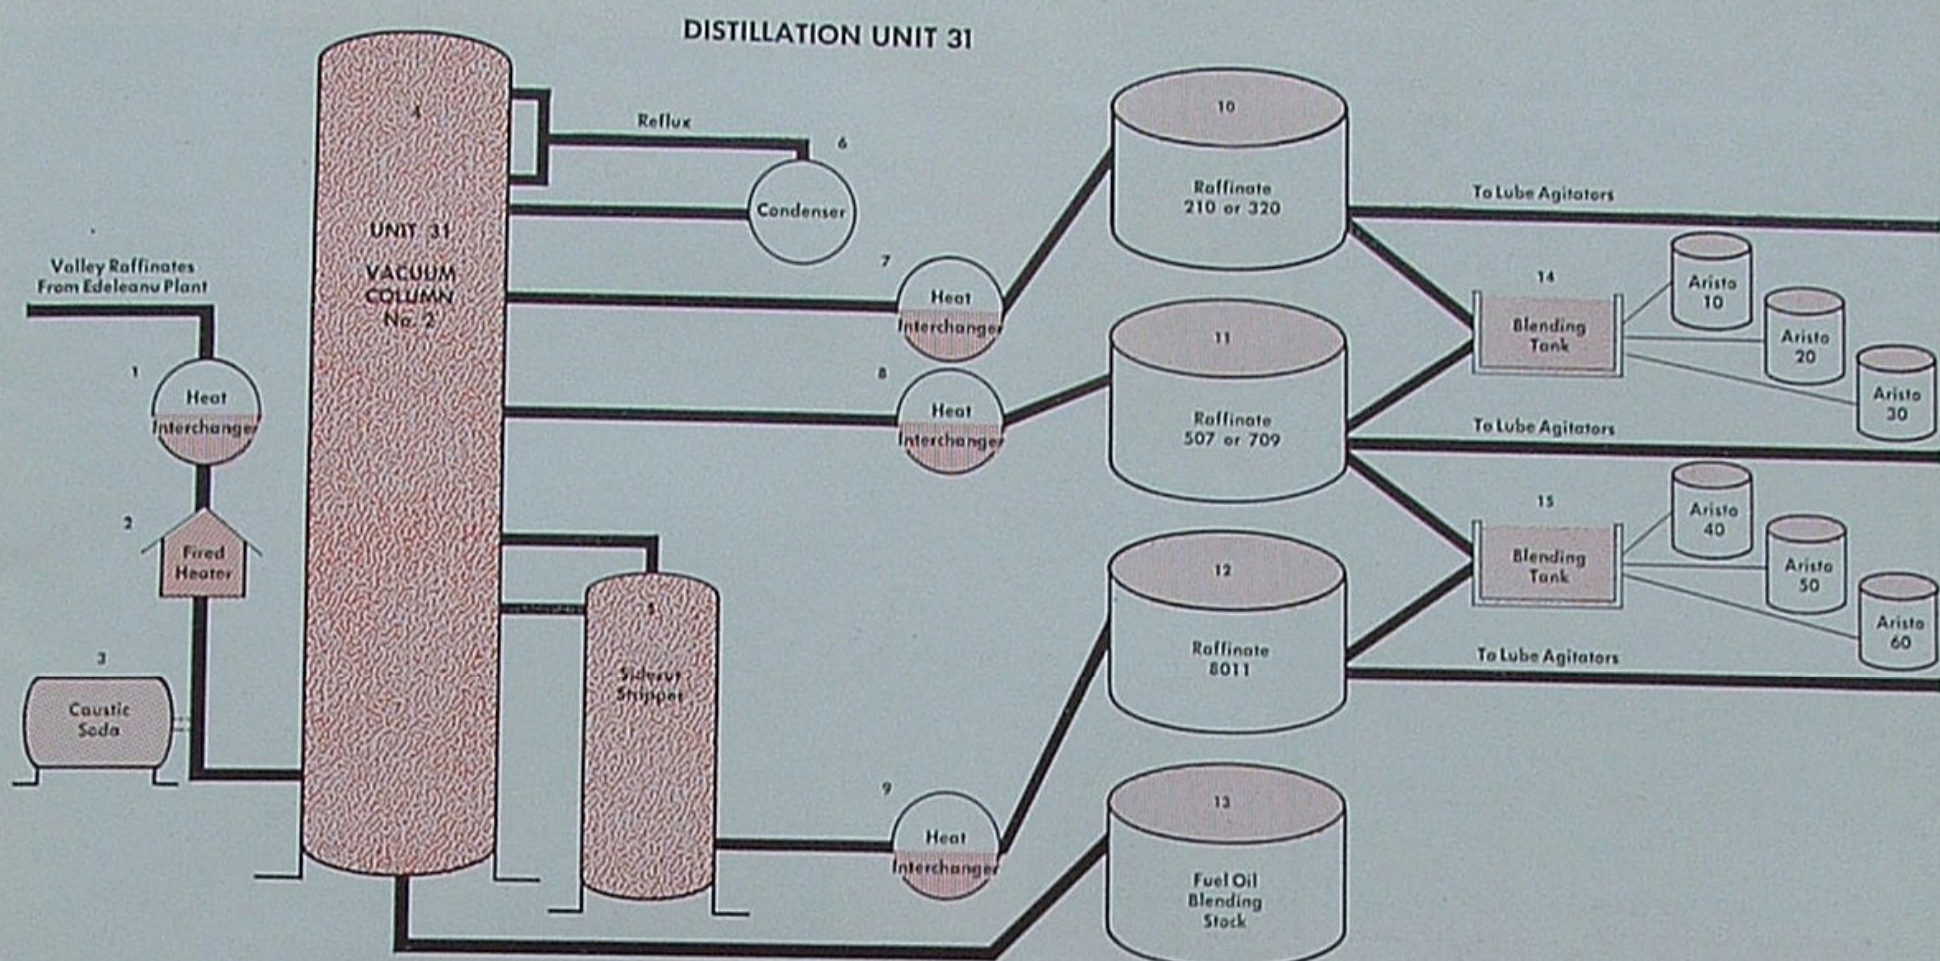 DISTILLATION UNIT 31
Valley Raffinates
From Edeleanu Plant
1
Heat
Interchanger
2
Fired
Heater
3
Caustic
Soda
4
UNIT 31
VACUUM
COLUMN
No. 2
Reflux
6
Condenser
7
Heat
Interchanger
8
Heat
Interchanger
5
Sidecut
Stripper
9
Heat
Interchanger
10
Raffinate
210 or 320
11
Raffinate
507 or 709
12
Raffinate
8011
13
Fuel Oil
Blending
Stock
To Lube Agitators
14
Blending
Tank
Aristo
10
Aristo
20
Aristo
30
To Lube Agitators
15
Blending
Tank
Aristo
40
Aristo
50
Aristo
60
To Lube Agitators